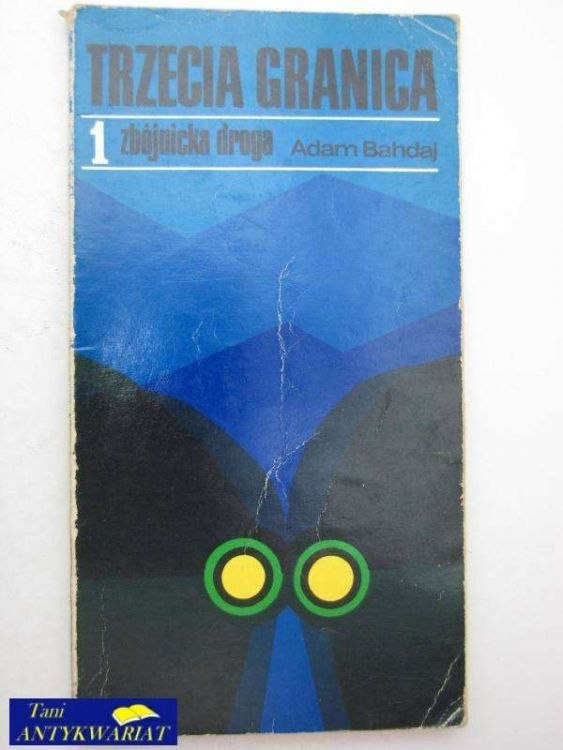 TRZECIA GRANICA
1 zbójnicka droga Adam Bahdaj
Tani
ANTYKWARIAT